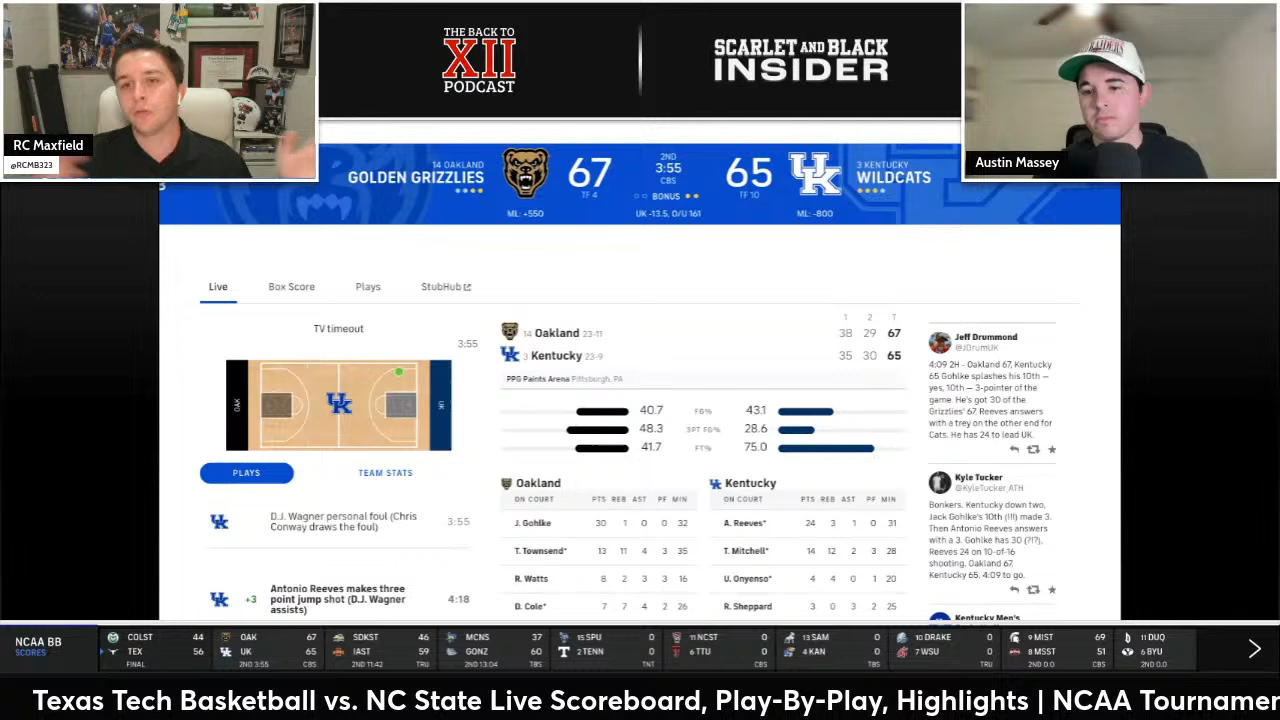 THE BACK TO
XII
PODCAST
SCARLET AND BLACK
INSIDER
RC Maxfield
@RCMB323
Austin Massey
14 OAKLAND
GOLDEN GRIZZLIES
67
TF 4
2ND
3:55
CBS
BONUS
65
TF 10
3 KENTUCKY
WILDCATS
ML: +550
UK -13.5, O/U 161
ML: -800
Live
Box Score
Plays
StubHub
TV timeout
3:55
OAK
UK
UK
PLAYS
TEAM STATS
D.J. Wagner personal foul (Chris
Conway draws the foul)
3:55
+3
Antonio Reeves makes three
point jump shot (D.J. Wagner
assists)
4:18
1 2 T
14 Oakland 23-11 38 29 67
3 Kentucky 23-9 35 30 65
PPG Paints Arena Pittsburgh, PA
40.7 FG% 43.1
48.3 3PT FG% 28.6
41.7 FT% 75.0
Oakland
ON COURT PTS REB AST PF MIN
J. Gohlke 30 1 0 0 32
T. Townsend* 13 11 4 3 35
R. Watts 8 2 3 3 16
D. Cole* 7 7 4 2 26
Kentucky
ON COURT PTS REB AST PF MIN
A. Reeves* 24 3 1 0 31
T. Mitchell* 14 12 2 3 28
U. Onyenso* 4 4 0 1 20
R. Sheppard 3 0 3 2 25
Jeff Drummond
@JDrumUK
4:09 2H - Oakland 67, Kentucky
65 Gohlke splashes his 10th —
yes, 10th — 3-pointer of the
game. He's got 30 of the
Grizzlies' 67. Reeves answers
with a trey on the other end for
Cats. He has 24 to lead UK.
Kyle Tucker
@KyleTucker_ATH
Bonkers. Kentucky down two,
Jack Gohlke's 10th (!!!) made 3.
Then Antonio Reeves answers
with a 3. Gohlke has 30 (?!?),
Reeves 24 on 10-of-16
shooting. Oakland 67,
Kentucky 65, 4:09 to go.
Kentucky Men's
NCAA BB
SCORES
COLST 44
TEX 56
FINAL
OAK 67
UK 65
2ND 3:55 CBS
SDKST 46
IAST 59
2ND 11:42 TRU
MCNS 37
GONZ 60
2ND 13:04 TBS
15 SPU 0
2 TENN 0
TNT
11 NCST 0
6 TTU 0
CBS
13 SAM 0
4 KAN 0
TBS
10 DRAKE 0
7 WSU 0
TRU
9 MIST 69
8 MSST 51
2ND 0.0 CBS
11 DUQ
6 BYU
2ND 0.0
Texas Tech Basketball vs. NC State Live Scoreboard, Play-By-Play, Highlights | NCAA Tournamen